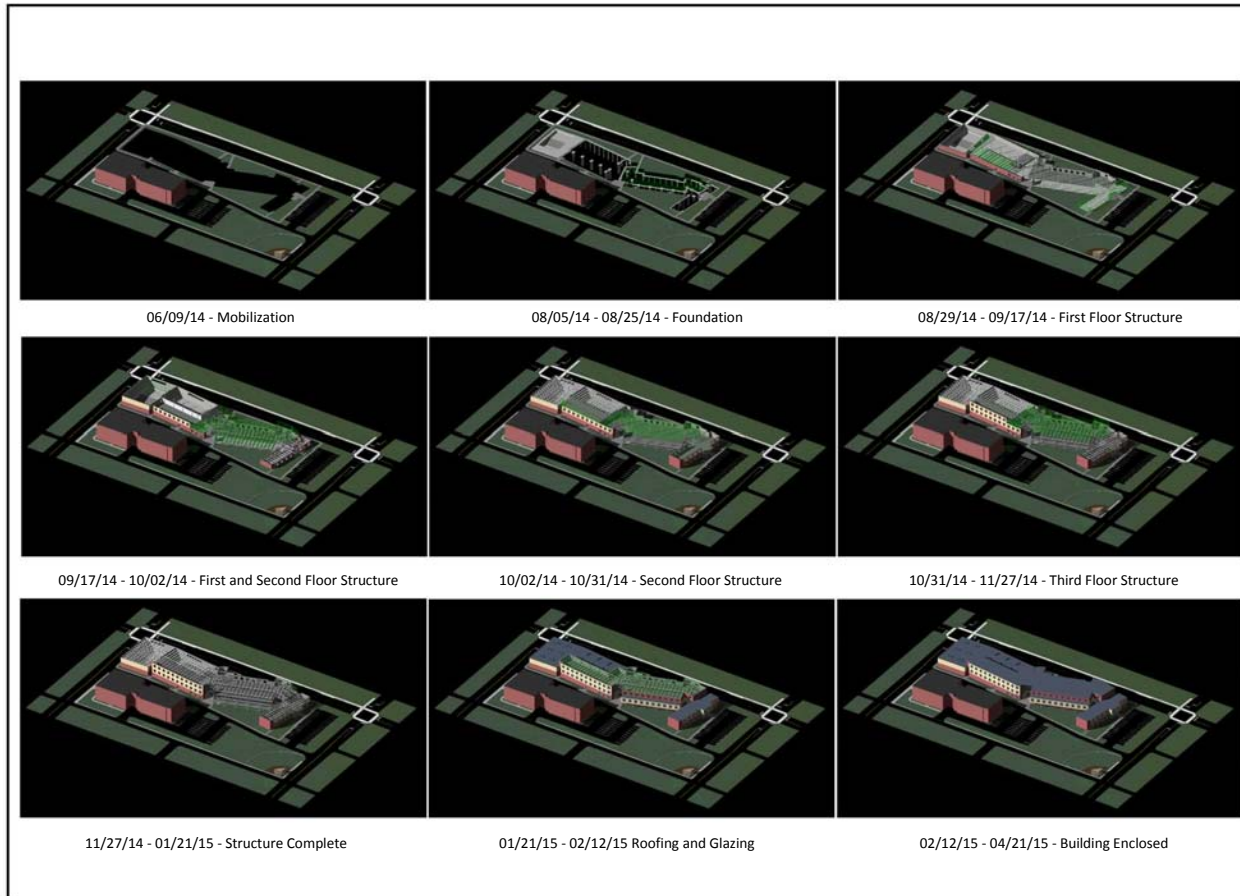 06/09/14 - Mobilization
08/05/14 - 08/25/14 - Foundation
08/29/14 - 09/17/14 - First Floor Structure
09/17/14 - 10/02/14 - First and Second Floor Structure
10/02/14 - 10/31/14 - Second Floor Structure
10/31/14 - 11/27/14 - Third Floor Structure
11/27/14 - 01/21/15 - Structure Complete
01/21/15 - 02/12/15 Roofing and Glazing
02/12/15 - 04/21/15 - Building Enclosed